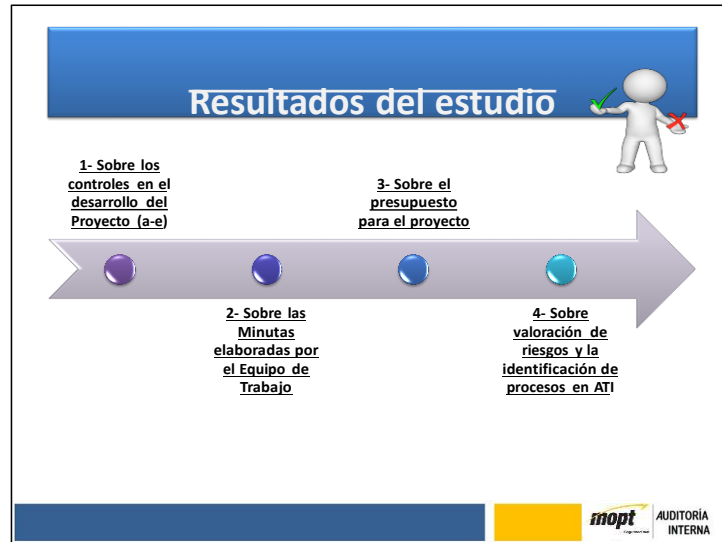 Resultados del estudio
1- Sobre los
controles en el
desarrollo del
Proyecto (a-e)
2- Sobre las
Minutas
elaboradas por
el Equipo de
Trabajo
3- Sobre el
presupuesto
para el proyecto
4- Sobre
valoración de
riesgos y la
identificación de
procesos en ATI
mopt
AUDITORÍA
INTERNA